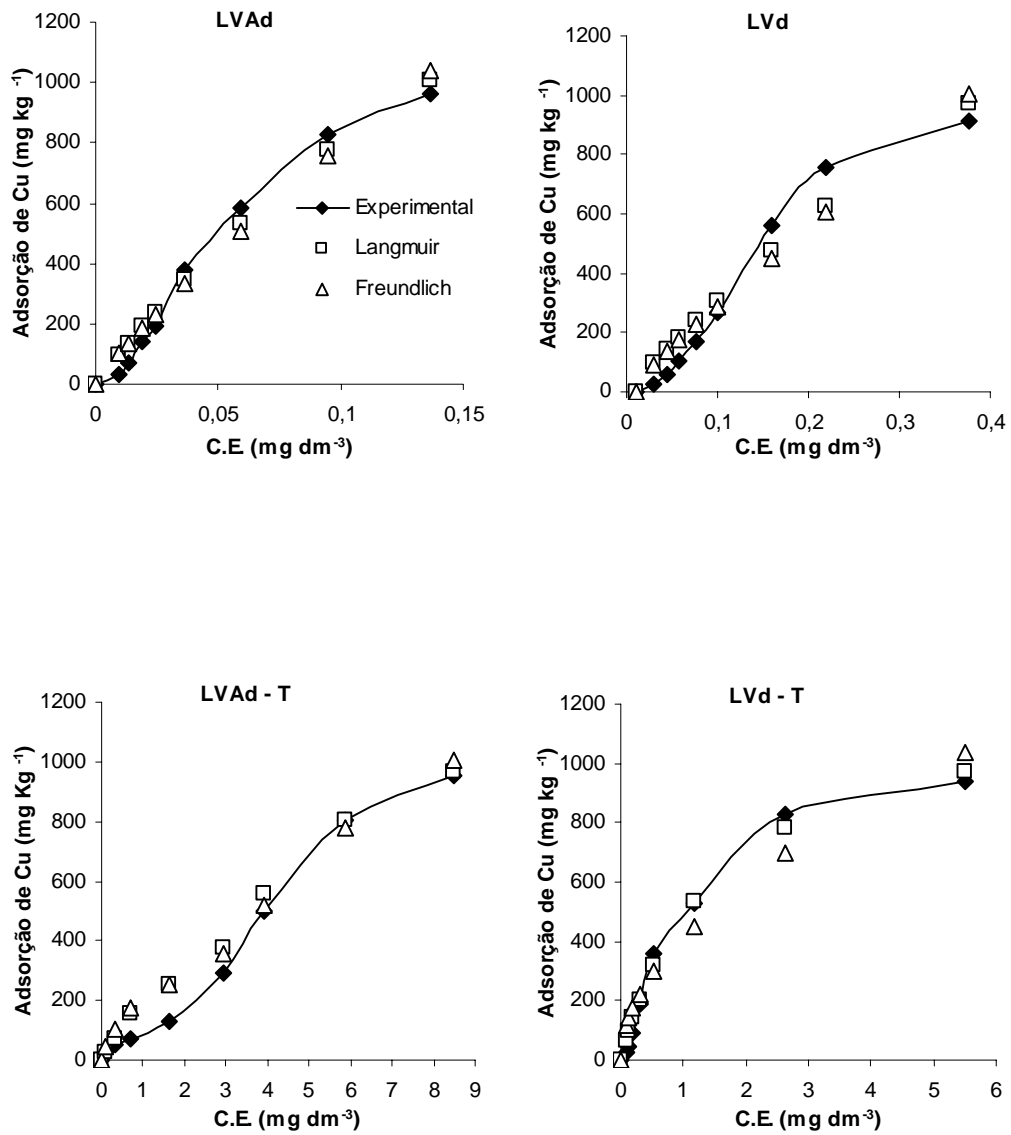 LVAd
1200
1000
800
600
400
200
0
Adsorção de Cu (mg kg -1)
Experimental
Langmuir
Freundlich
0 0,05 0,1 0,15
C.E. (mg dm-3)
LVd
1200
1000
800
600
400
200
0
Adsorção de Cu (mg kg -1)
0 0,1 0,2 0,3 0,4
C.E. (mg dm-3)
LVAd - T
1200
1000
800
600
400
200
0
Adsorção de Cu (mg Kg -1)
0 1 2 3 4 5 6 7 8 9
C.E. (mg dm-3)
LVd - T
1200
1000
800
600
400
200
0
Adsorção de Cu (mg kg -1)
0 1 2 3 4 5 6
C.E. (mg dm-3)